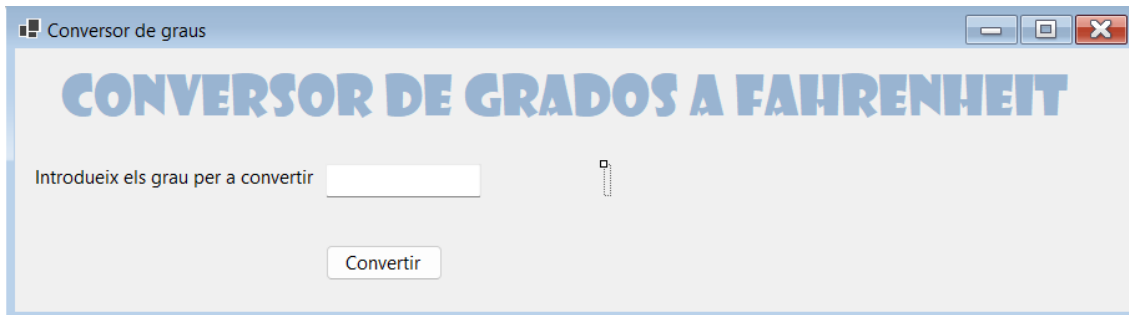 Conversor de graus
CONVERSOR DE GRADOS A FAHRENHEIT
Introdueix els grau per a convertir
Convertir